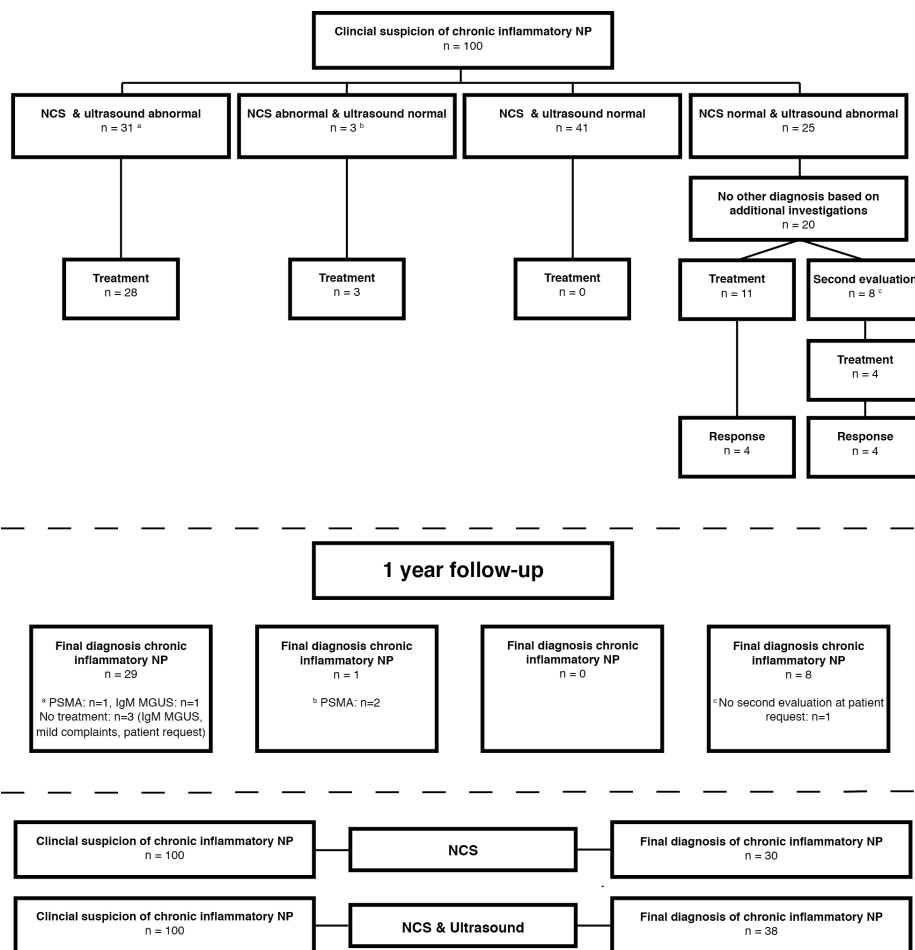 Clincial suspicion of chronic inflammatory NP
n = 100
NCS & ultrasound abnormal
n = 31 ᵃ
NCS abnormal & ultrasound normal
n = 3 ᵇ
NCS & ultrasound normal
n = 41
NCS normal & ultrasound abnormal
n = 25
No other diagnosis based on
additional investigations
n = 20
Treatment
n = 28
Treatment
n = 3
Treatment
n = 0
Treatment
n = 11
Second evaluation
n = 8 ᶜ
Treatment
n = 4
Response
n = 4
Response
n = 4
1 year follow-up
Final diagnosis chronic
inflammatory NP
n = 29
ᵃ PSMA: n=1, IgM MGUS: n=1
No treatment: n=3 (IgM MGUS,
mild complaints, patient request)
Final diagnosis chronic
inflammatory NP
n = 1
ᵇ PSMA: n=2
Final diagnosis chronic
inflammatory NP
n = 0
Final diagnosis chronic
inflammatory NP
n = 8
ᶜ No second evaluation at patient
request: n=1
Clincial suspicion of chronic inflammatory NP
n = 100
NCS
Final diagnosis of chronic inflammatory NP
n = 30
Clincial suspicion of chronic inflammatory NP
n = 100
NCS & Ultrasound
Final diagnosis of chronic inflammatory NP
n = 38